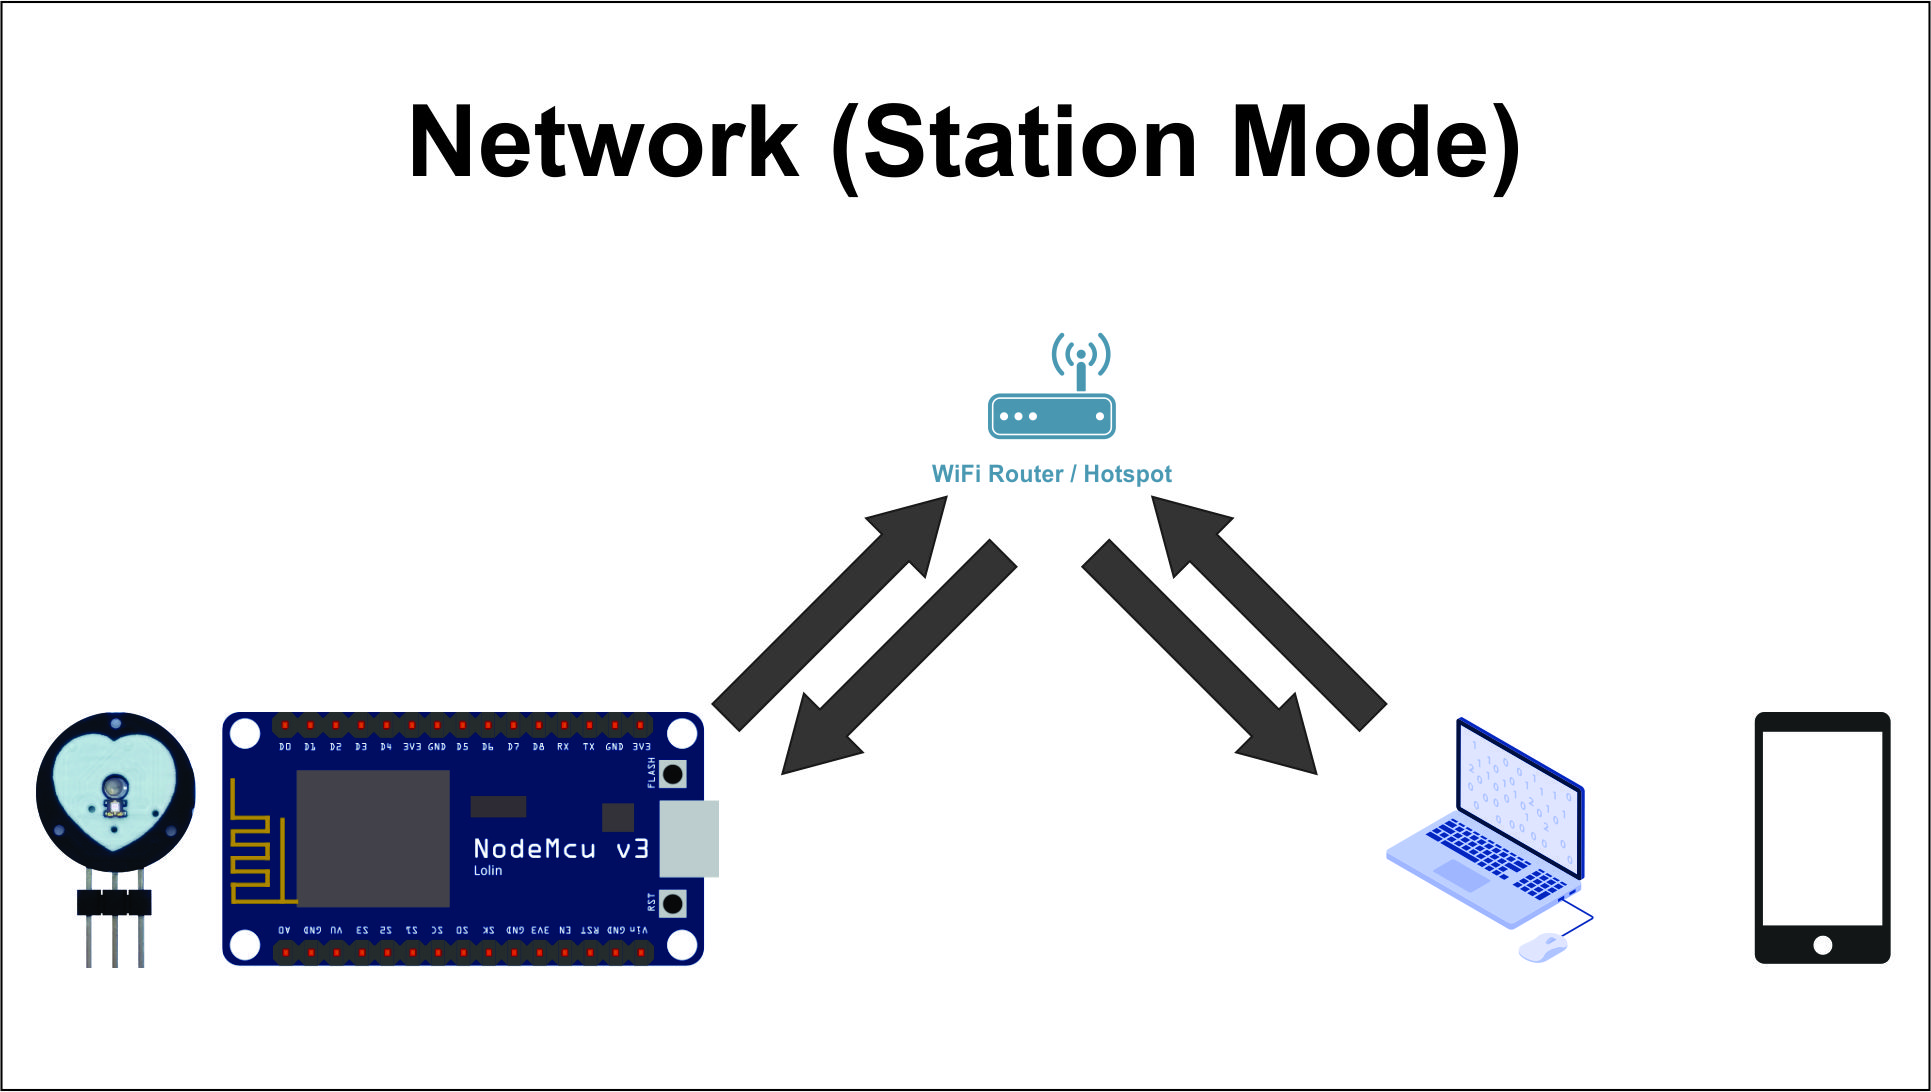 Network (Station Mode)
WiFi Router / Hotspot
D0 D1 D2 D3 D4 3V3 GND D5 D6 D7 D8 RX TX GND 3V3
FLASH
NodeMcu v3
Lolin
RST
A0 GND VU S3 S2 S1 SC SO SK GND 3V3 EN RST GND Vin